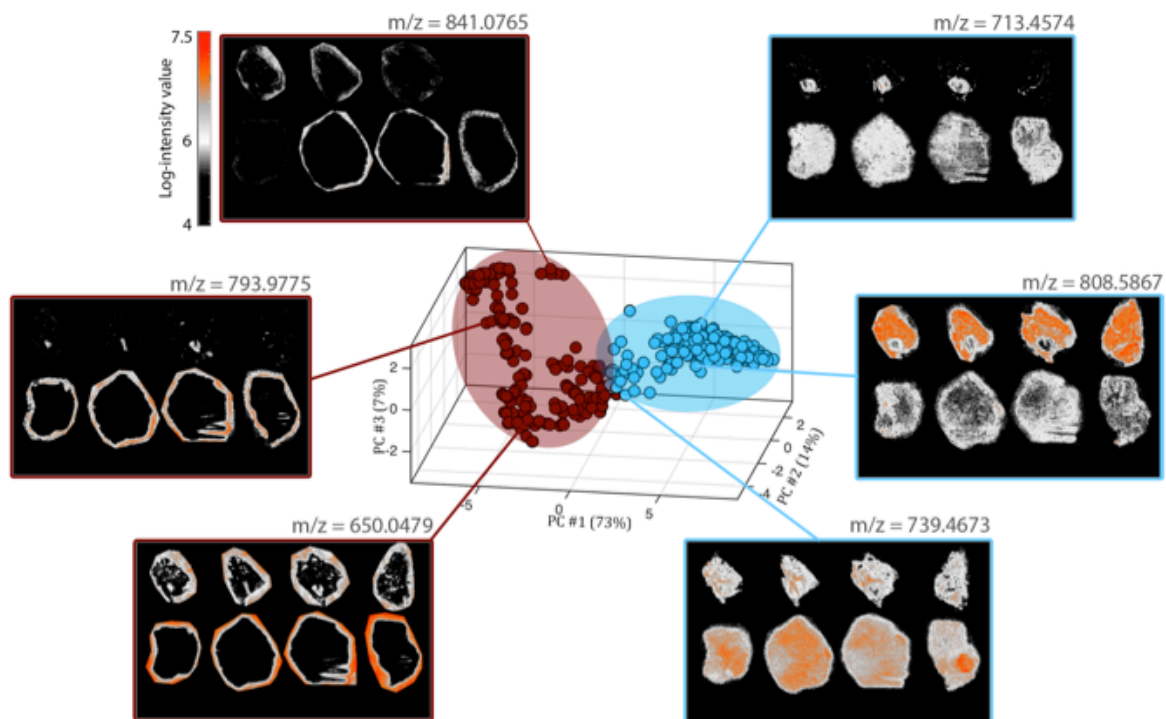 m/z = 841.0765
m/z = 713.4574
7.5
6
4
Log-intensity value
m/z = 793.9775
m/z = 808.5867
2
0
-2
PC #3 (7%)
-5
0
5
PC #1 (73%)
2
0
-2
-4
PC #2 (14%)
m/z = 650.0479
m/z = 739.4673